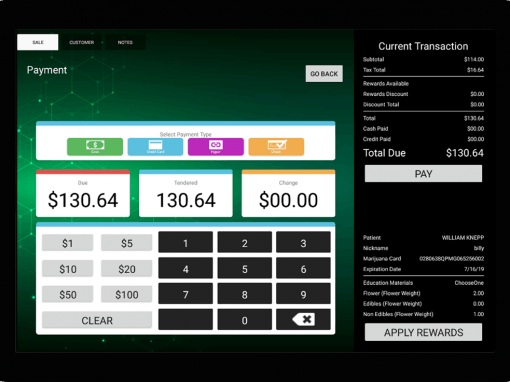 SALE CUSTOMER NOTES
Payment
GO BACK
Select Payment Type
Credit Card
Due
$130.64
Tendered
130.64
Change
$00.00
$1 $5 1 2 3
$10 $20 4 5 6
$50 $100 7 8 9
CLEAR 0
Current Transaction
Subtotal $114.00
Tax Total $16.64
Rewards Available
Rewards Discount $0.00
Discount Total $0.00
Total $130.64
Cash Paid $00.00
Credit Paid $00.00
Total Due $130.64
PAY
Patient WILLIAM KNEPP
Nickname billy
Marijuana Card 02B0638QPMG065256002
Expiration Date 7/16/19
Education Materials ChooseOne
Flower (Flower Weight) 2.00
Edibles (Flower Weight) 0.00
Non Edibles (Flower Weight) 1.00
APPLY REWARDS